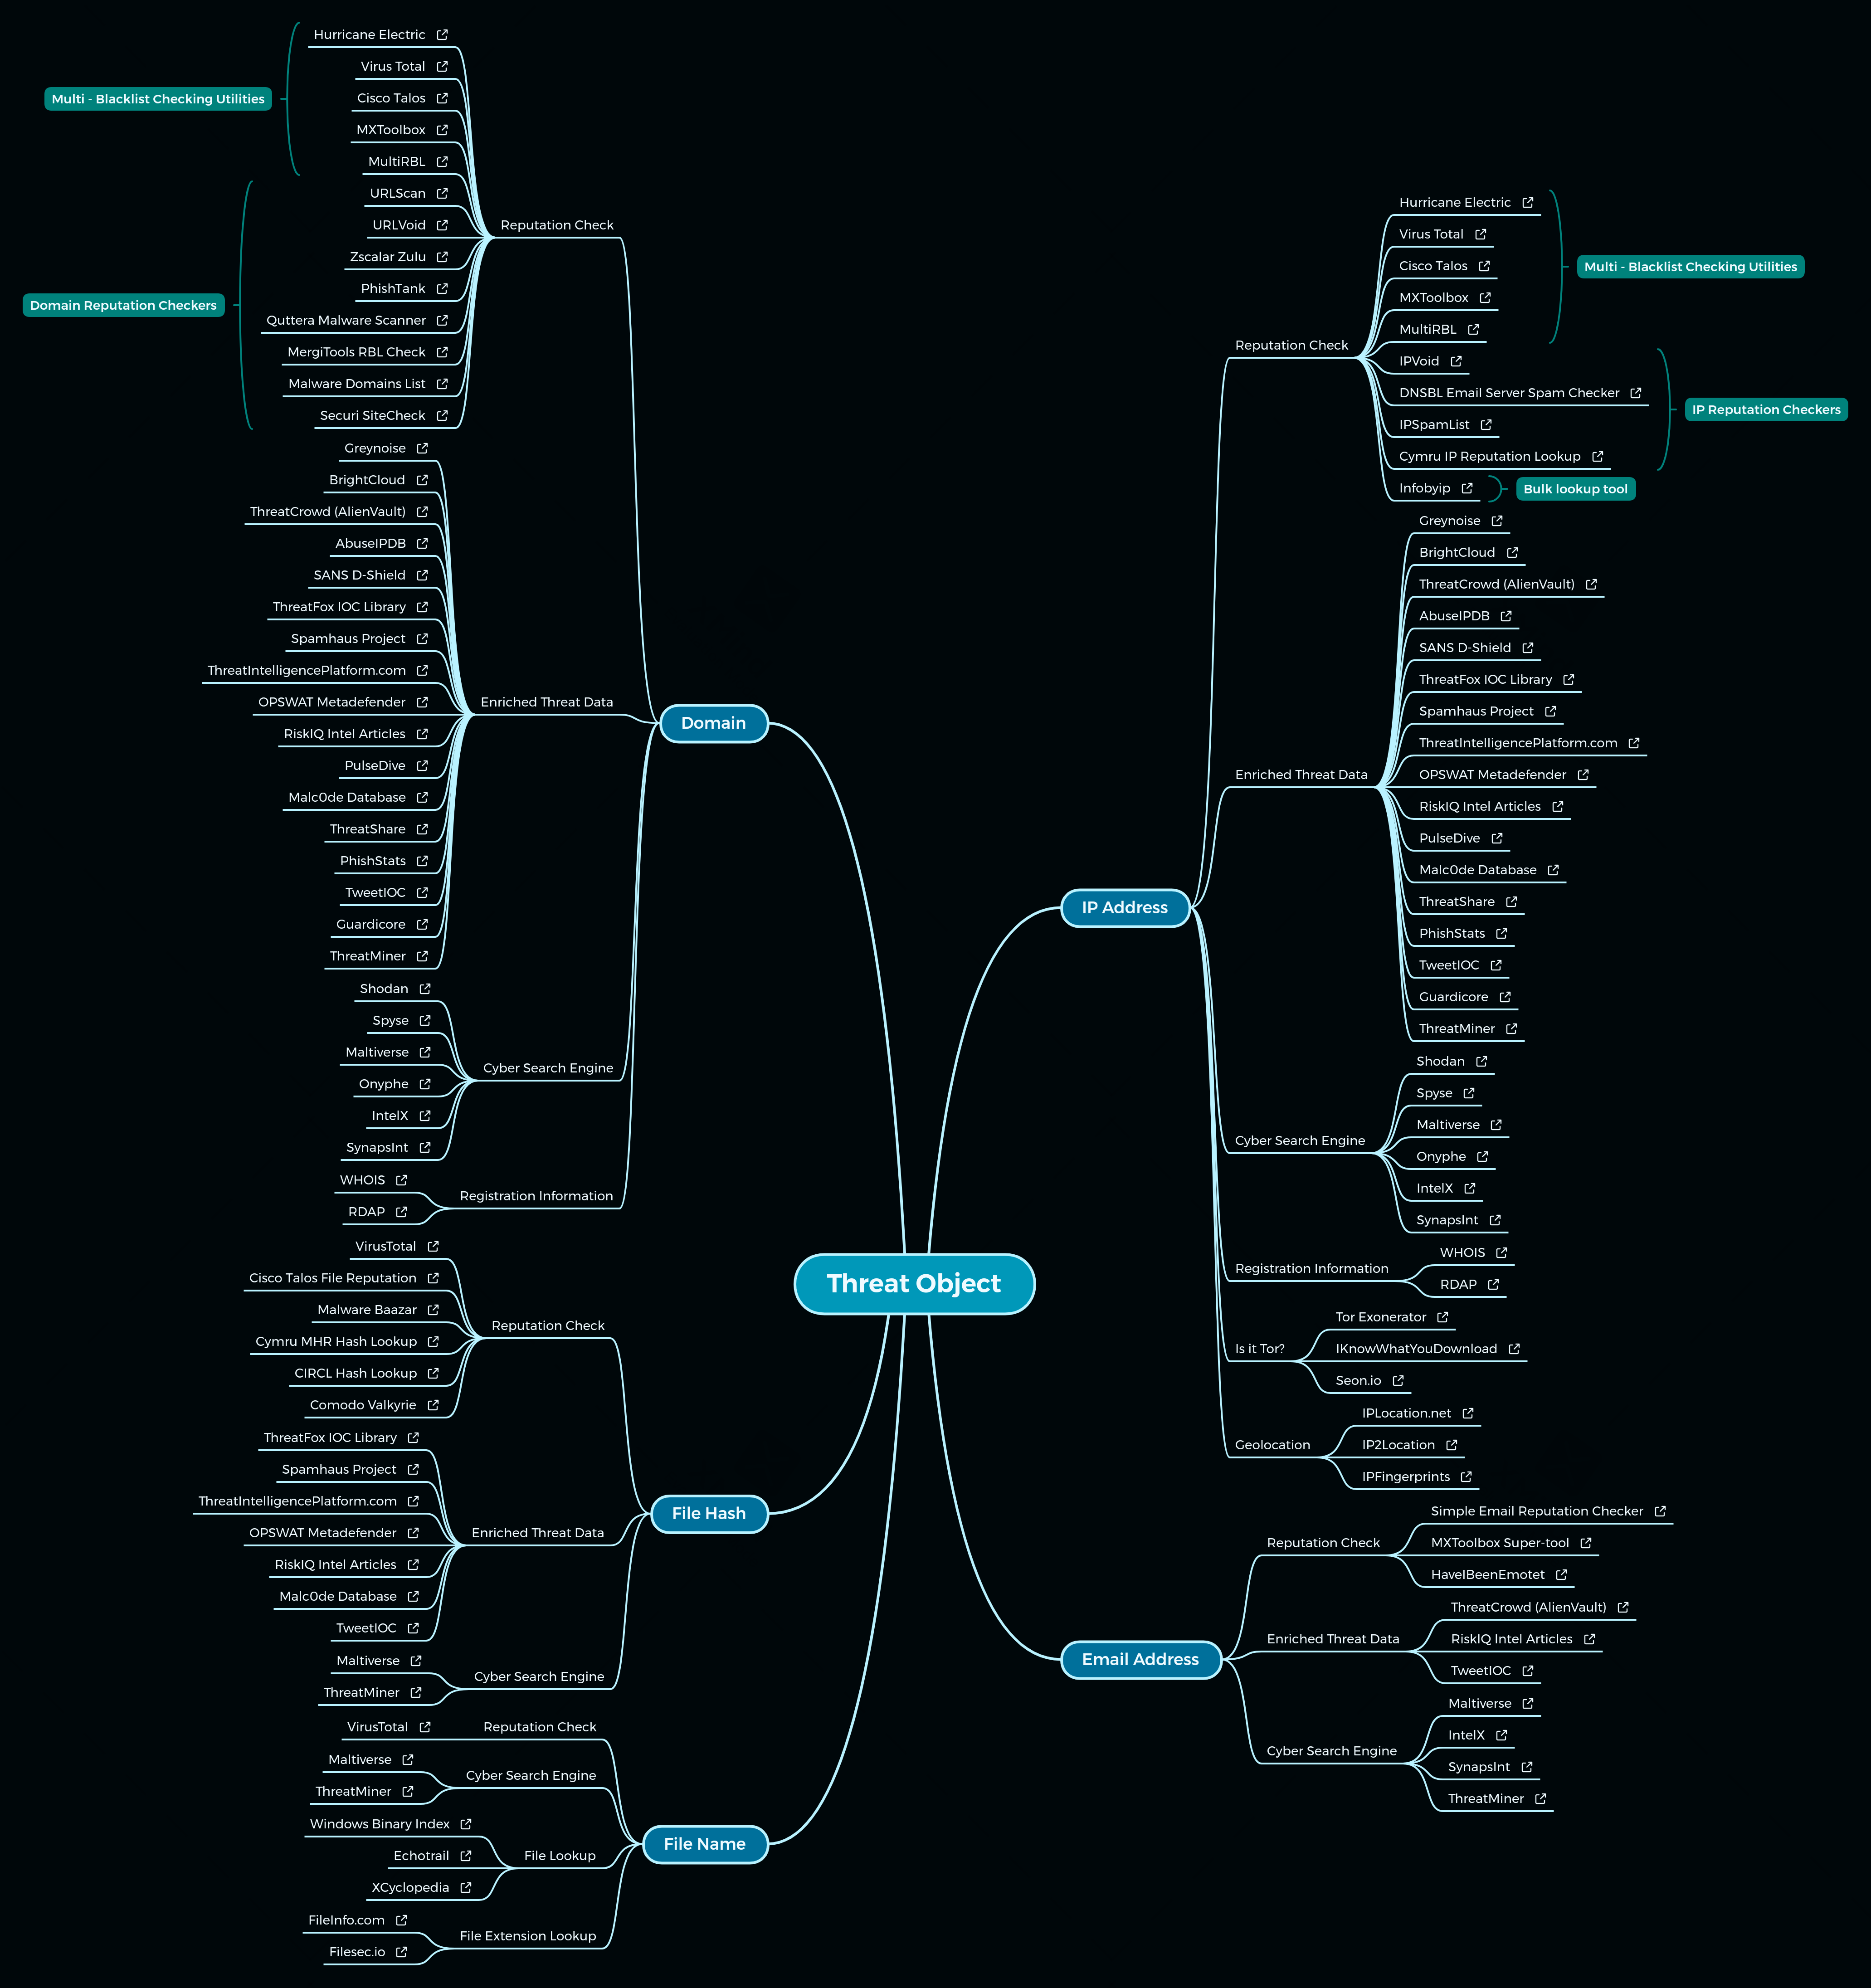 Threat Object
Domain
Reputation Check
Multi - Blacklist Checking Utilities
Hurricane Electric
Virus Total
Cisco Talos
MXToolbox
MultiRBL
Domain Reputation Checkers
URLScan
URLVoid
Zscalar Zulu
PhishTank
Quttera Malware Scanner
MergiTools RBL Check
Malware Domains List
Securi SiteCheck
Enriched Threat Data
Greynoise
BrightCloud
ThreatCrowd (AlienVault)
AbuseIPDB
SANS D-Shield
ThreatFox IOC Library
Spamhaus Project
ThreatIntelligencePlatform.com
OPSWAT Metadefender
RiskIQ Intel Articles
PulseDive
Malc0de Database
ThreatShare
PhishStats
TweetIOC
Guardicore
ThreatMiner
Cyber Search Engine
Shodan
Spyse
Maltiverse
Onyphe
IntelX
SynapsInt
Registration Information
WHOIS
RDAP
File Hash
Reputation Check
VirusTotal
Cisco Talos File Reputation
Malware Baazar
Cymru MHR Hash Lookup
CIRCL Hash Lookup
Comodo Valkyrie
Enriched Threat Data
ThreatFox IOC Library
Spamhaus Project
ThreatIntelligencePlatform.com
OPSWAT Metadefender
RiskIQ Intel Articles
Malc0de Database
TweetIOC
Cyber Search Engine
Maltiverse
ThreatMiner
File Name
Reputation Check
VirusTotal
Cyber Search Engine
Maltiverse
ThreatMiner
File Lookup
Windows Binary Index
Echotrail
XCyclopedia
File Extension Lookup
FileInfo.com
Filesec.io
IP Address
Reputation Check
Hurricane Electric
Virus Total
Cisco Talos
MXToolbox
MultiRBL
Multi - Blacklist Checking Utilities
IPVoid
DNSBL Email Server Spam Checker
IPSpamList
Cymru IP Reputation Lookup
IP Reputation Checkers
Infobyip
Bulk lookup tool
Enriched Threat Data
Greynoise
BrightCloud
ThreatCrowd (AlienVault)
AbuseIPDB
SANS D-Shield
ThreatFox IOC Library
Spamhaus Project
ThreatIntelligencePlatform.com
OPSWAT Metadefender
RiskIQ Intel Articles
PulseDive
Malc0de Database
ThreatShare
PhishStats
TweetIOC
Guardicore
ThreatMiner
Cyber Search Engine
Shodan
Spyse
Maltiverse
Onyphe
IntelX
SynapsInt
Registration Information
WHOIS
RDAP
Is it Tor?
Tor Exonerator
IKnowWhatYouDownload
Seon.io
Geolocation
IPLocation.net
IP2Location
IPFingerprints
Email Address
Reputation Check
Simple Email Reputation Checker
MXToolbox Super-tool
HaveIBeenEmotet
Enriched Threat Data
ThreatCrowd (AlienVault)
RiskIQ Intel Articles
TweetIOC
Cyber Search Engine
Maltiverse
IntelX
SynapsInt
ThreatMiner